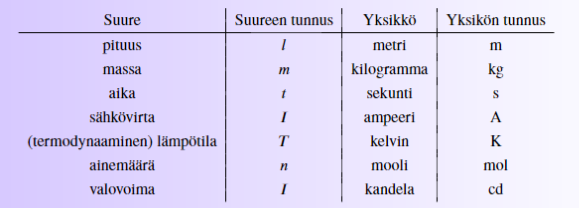 Suure Suureen tunnus Yksikkö Yksikön tunnus
pituus l metri m
massa m kilogramma kg
aika t sekunti s
sähkövirta I ampeeri A
(termodynaaminen) lämpötila T kelvin K
ainemäärä n mooli mol
valovoima I kandela cd